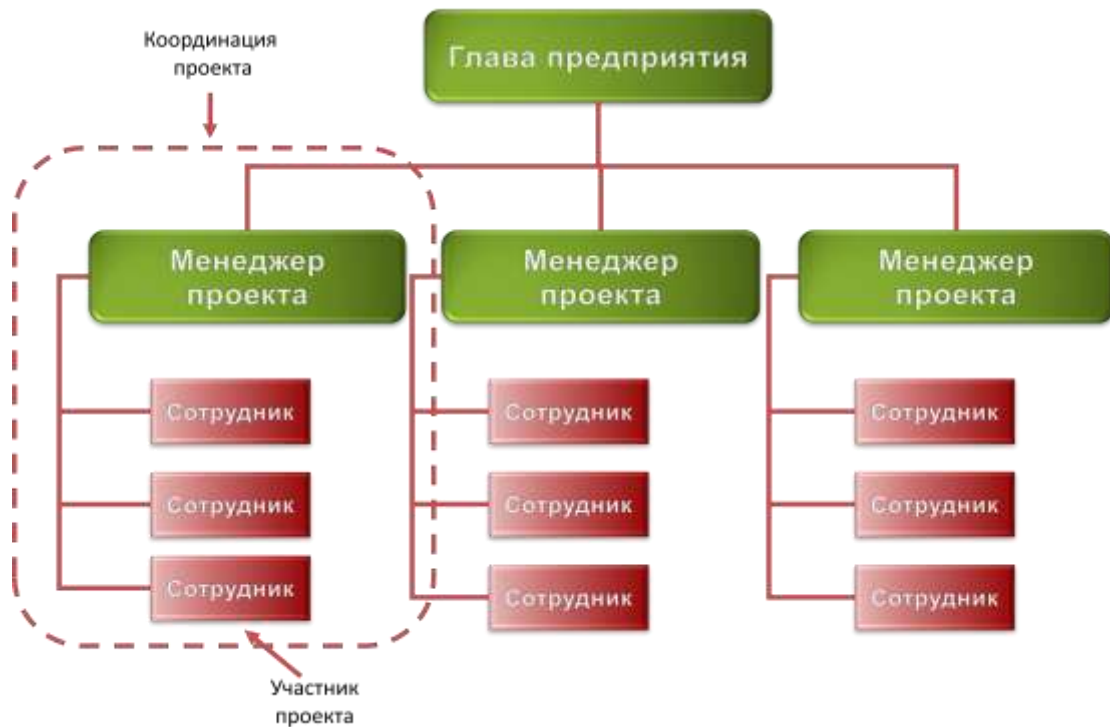 Координация
проекта
Глава предприятия
Менеджер
проекта
Менеджер
проекта
Менеджер
проекта
Сотрудник
Сотрудник
Сотрудник
Сотрудник
Сотрудник
Сотрудник
Сотрудник
Сотрудник
Сотрудник
Участник
проекта